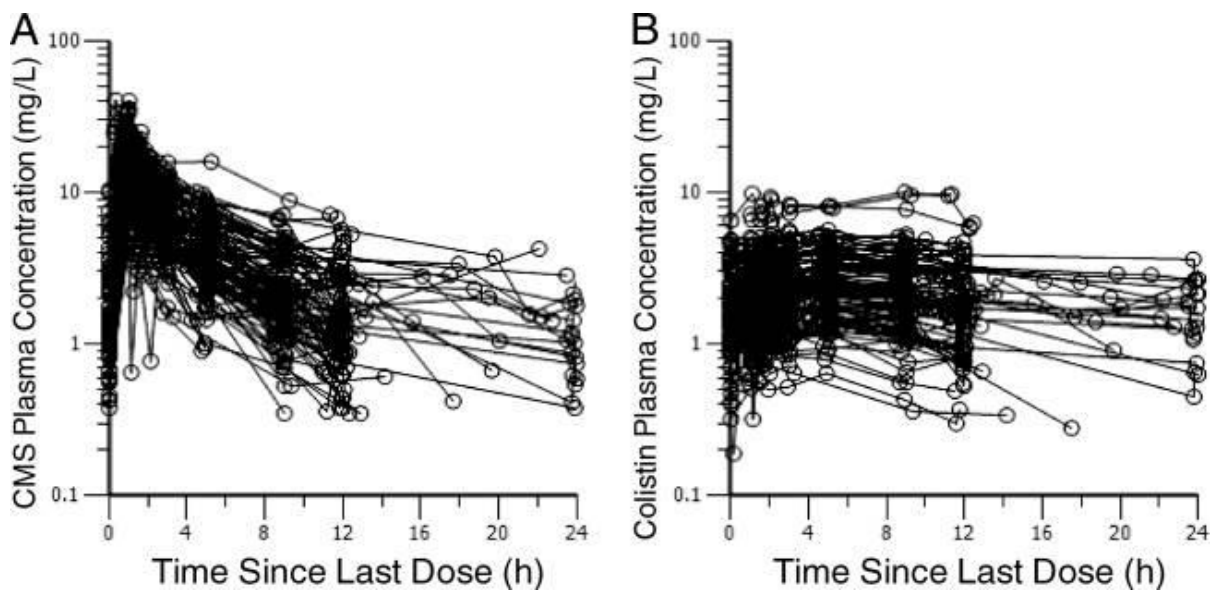 A
CMS Plasma Concentration (mg/L)
100
10
1
0.1
0 4 8 12 16 20 24
Time Since Last Dose (h)
B
Colistin Plasma Concentration (mg/L)
100
10
1
0.1
0 4 8 12 16 20 24
Time Since Last Dose (h)